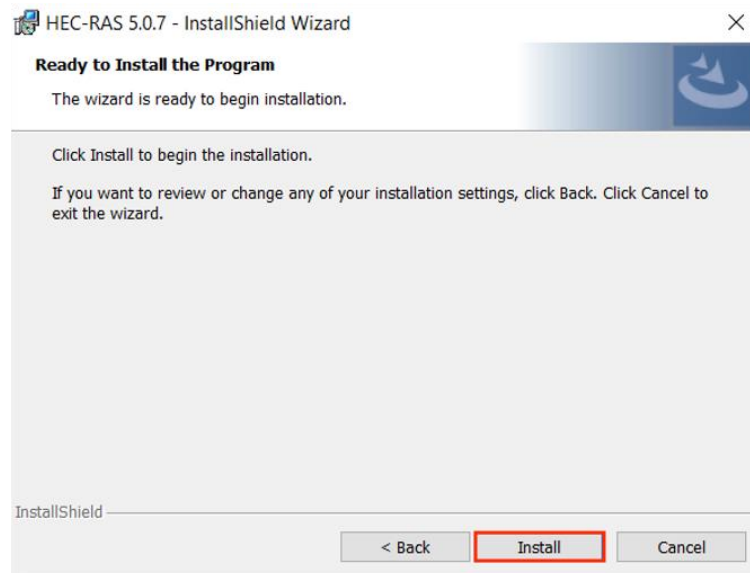 HEC-RAS 5.0.7 - InstallShield Wizard
Ready to Install the Program
The wizard is ready to begin installation.
Click Install to begin the installation.
If you want to review or change any of your installation settings, click Back. Click Cancel to
exit the wizard.
InstallShield
< Back Install Cancel